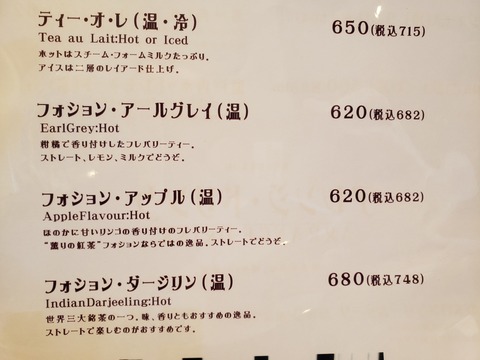 ティー・オ・レ(温・冷) 650(税込715)
Tea au Lait:Hot or Iced
ホットはスチーム・フォームミルクたっぷり。
アイスは二層のレイアード仕上げ。
フォション・アールグレイ(温) 620(税込682)
EarlGrey:Hot
柑橘で香り付けしたフレバリーティー。
ストレート、レモン、ミルクでどうぞ。
フォション・アップル(温) 620(税込682)
AppleFlavour:Hot
ほのかに甘いリンゴの香り付けのフレバリーティー。
“薫りの紅茶”フォションならではの逸品。ストレートでどうぞ。
フォション・ダージリン(温) 680(税込748)
IndianDarjeeling:Hot
世界三大銘茶の一つ。味、香りともおすすめの逸品。
ストレートで楽しむのがおすすめです。